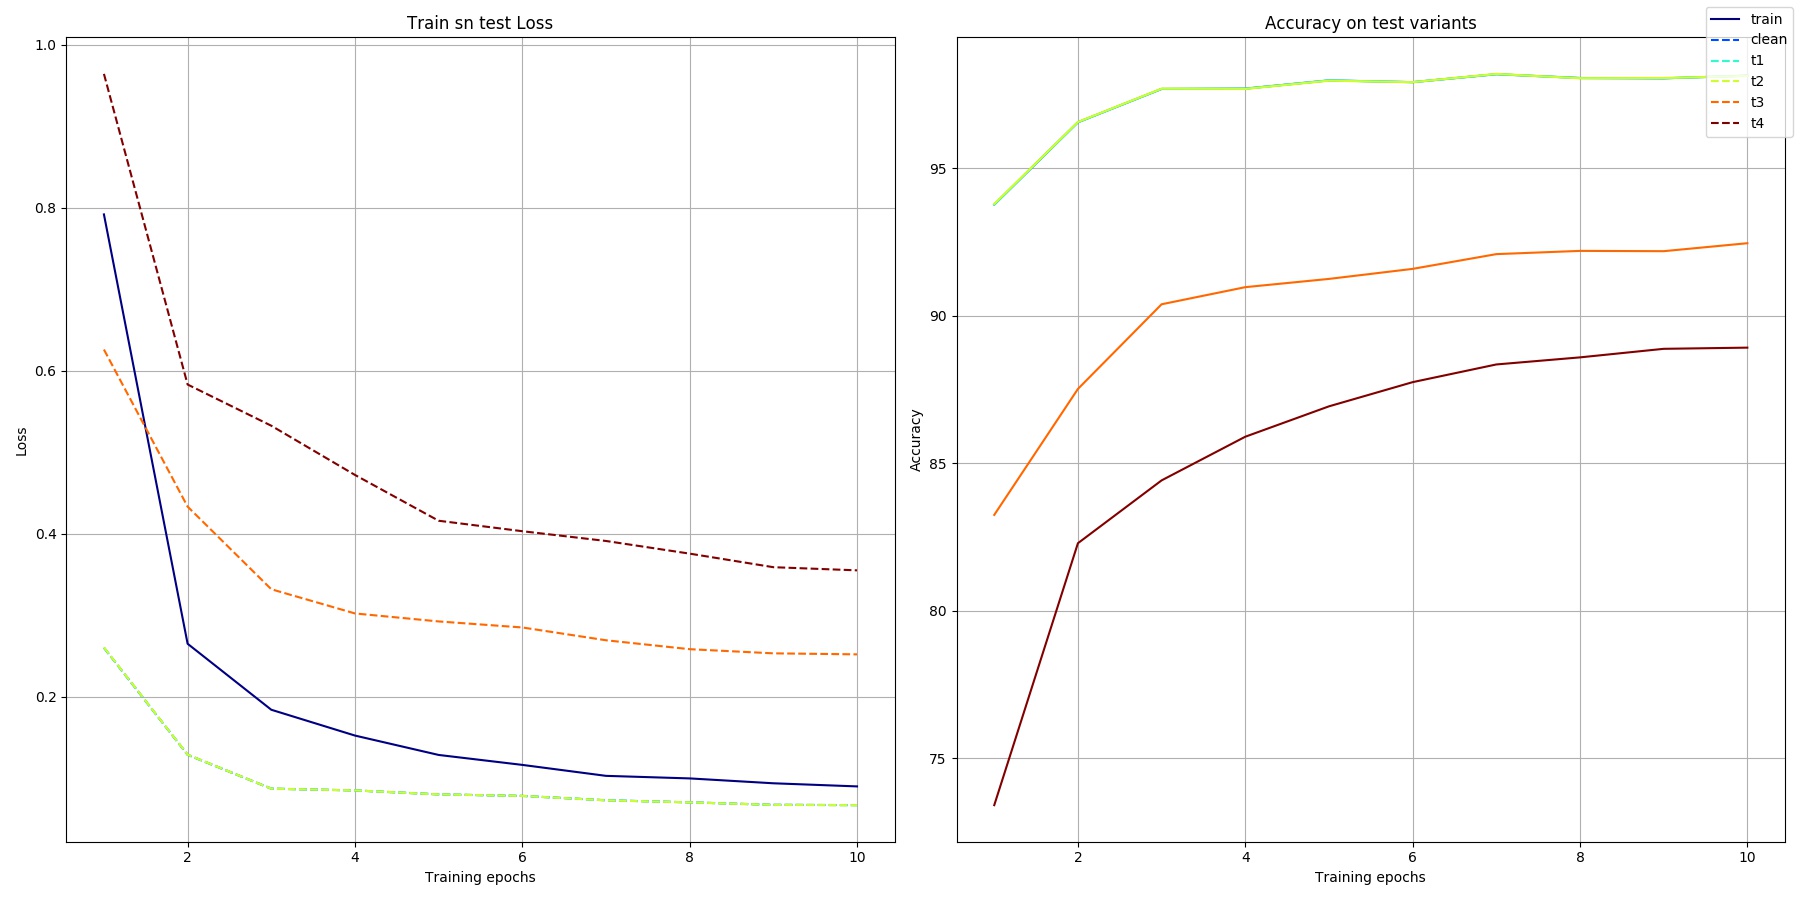 Train sn test Loss
1.0
0.8
0.6
0.4
0.2
Loss
2
4
6
8
10
Training epochs
Accuracy on test variants
95
90
85
80
75
Accuracy
2
4
6
8
10
Training epochs
train
clean
t1
t2
t3
t4